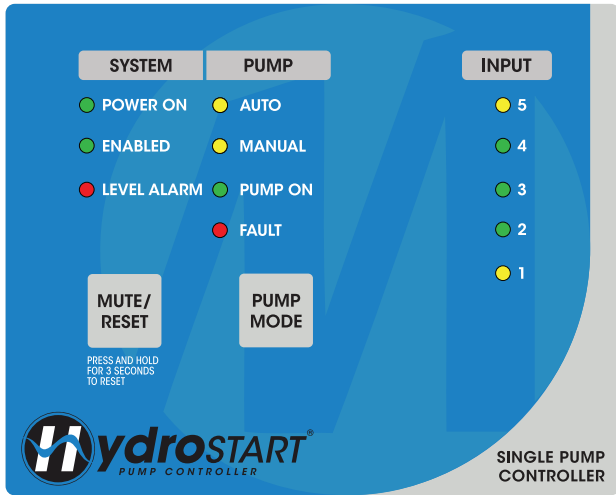 SYSTEM PUMP INPUT
POWER ON AUTO 5
ENABLED MANUAL 4
LEVEL ALARM PUMP ON 3
FAULT 2
1
MUTE/
RESET
PUMP
MODE
PRESS AND HOLD
FOR 3 SECONDS
TO RESET
HydroSTART®
PUMP CONTROLLER
SINGLE PUMP
CONTROLLER